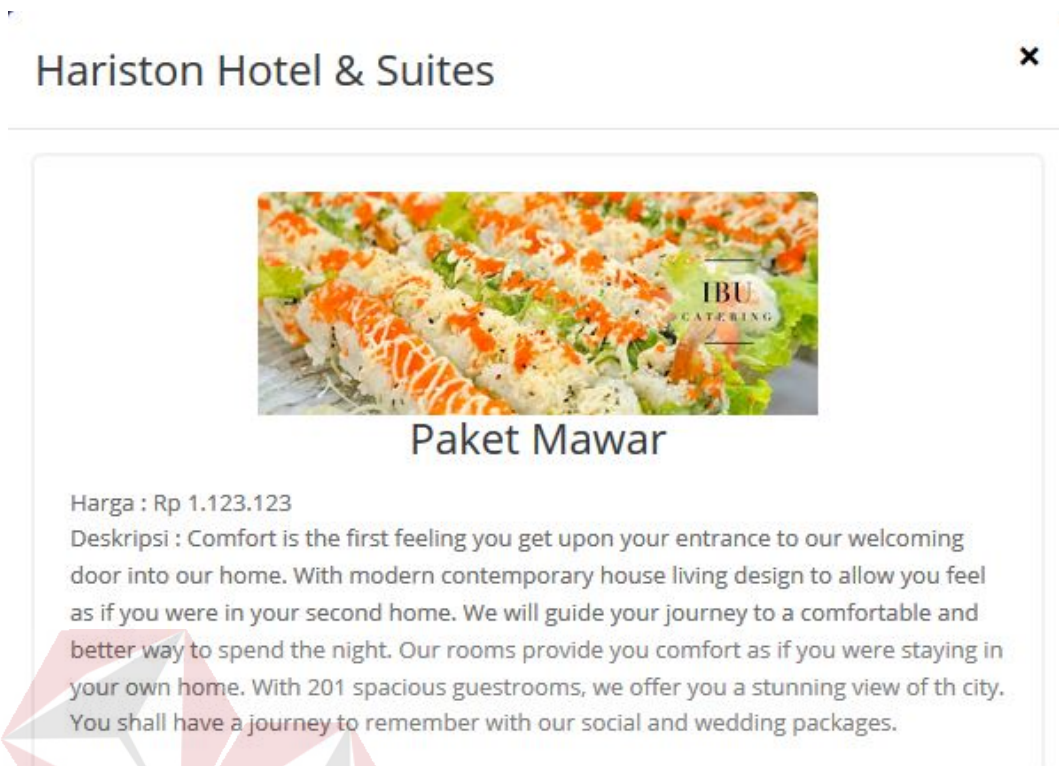 Hariston Hotel & Suites
×
IBU
CATERING
Paket Mawar
Harga : Rp 1.123.123
Deskripsi : Comfort is the first feeling you get upon your entrance to our welcoming
door into our home. With modern contemporary house living design to allow you feel
as if you were in your second home. We will guide your journey to a comfortable and
better way to spend the night. Our rooms provide you comfort as if you were staying in
your own home. With 201 spacious guestrooms, we offer you a stunning view of th city.
You shall have a journey to remember with our social and wedding packages.